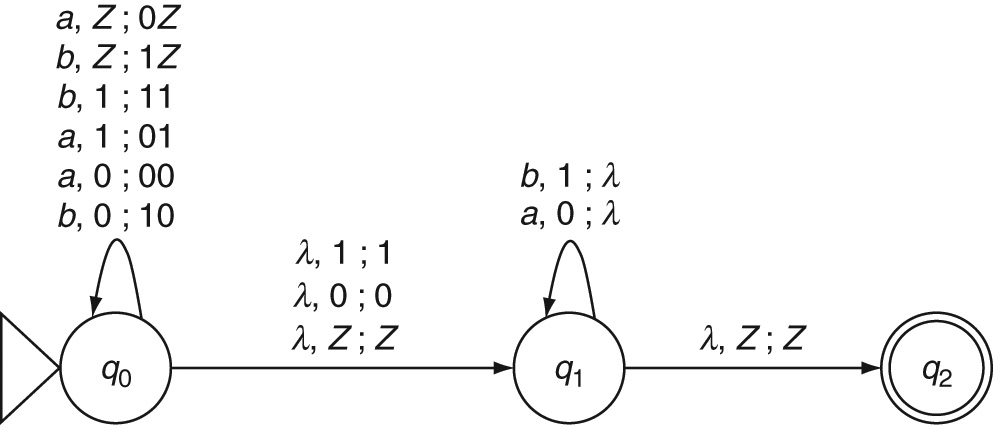 a, Z ; 0Z
b, Z ; 1Z
b, 1 ; 11
a, 1 ; 01
a, 0 ; 00
b, 0 ; 10
λ, 1 ; 1
λ, 0 ; 0
λ, Z ; Z
b, 1 ; λ
a, 0 ; λ
λ, Z ; Z
q₀
q₁
q₂